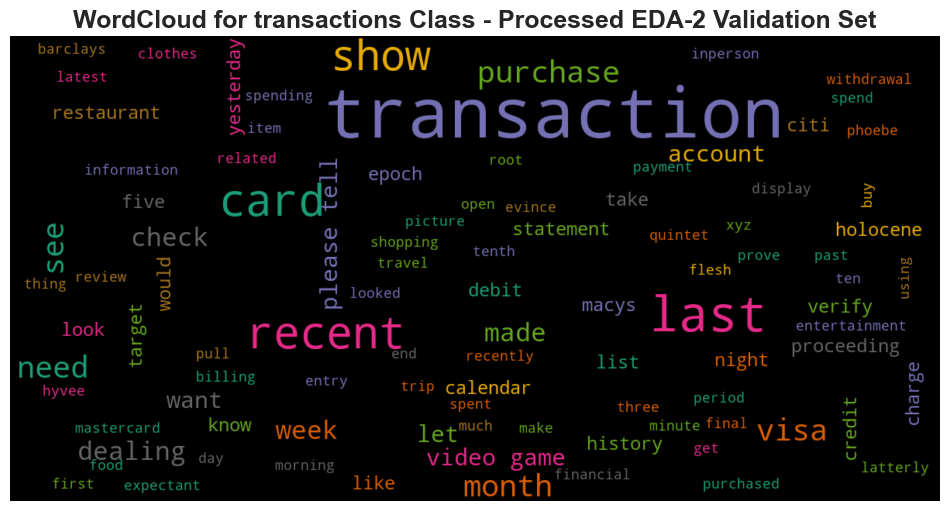 WordCloud for transactions Class - Processed EDA-2 Validation Set
barclays
clothes
yesterday
show
inperson
latest
purchase
withdrawal
spending
transaction
spend
restaurant
item
citi
phoebe
related
root
account
information
epoch
payment
tell
card
five
open
evince
take
display
buy
see
check
picture
statement
quintet
xyz
holocene
shopping
tenth
prove
past
please
travel
flesh
thing
review
would
looked
debit
macys
last
ten
using
verify
look
target
recent
made
entertainment
need
pull
end
recently
list
night
proceeding
hyvee
billing
entry
trip
calendar
charge
want
spent
three
period
mastercard
know
week
let
much
make
minute
final
visa
credit
dealing
day
history
get
food
morning
video game
financial
latterly
first
expectant
like
month
purchased